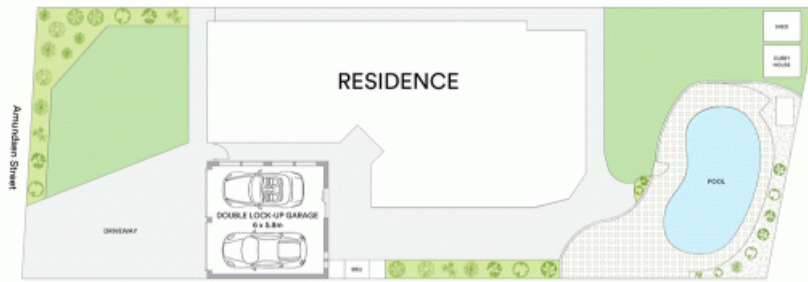 Amundsen Street
RESIDENCE
SHED
CUBBY
HOUSE
POOL
DOUBLE LOCK-UP GARAGE
6 x 5.8m
DRIVEWAY
BBQ